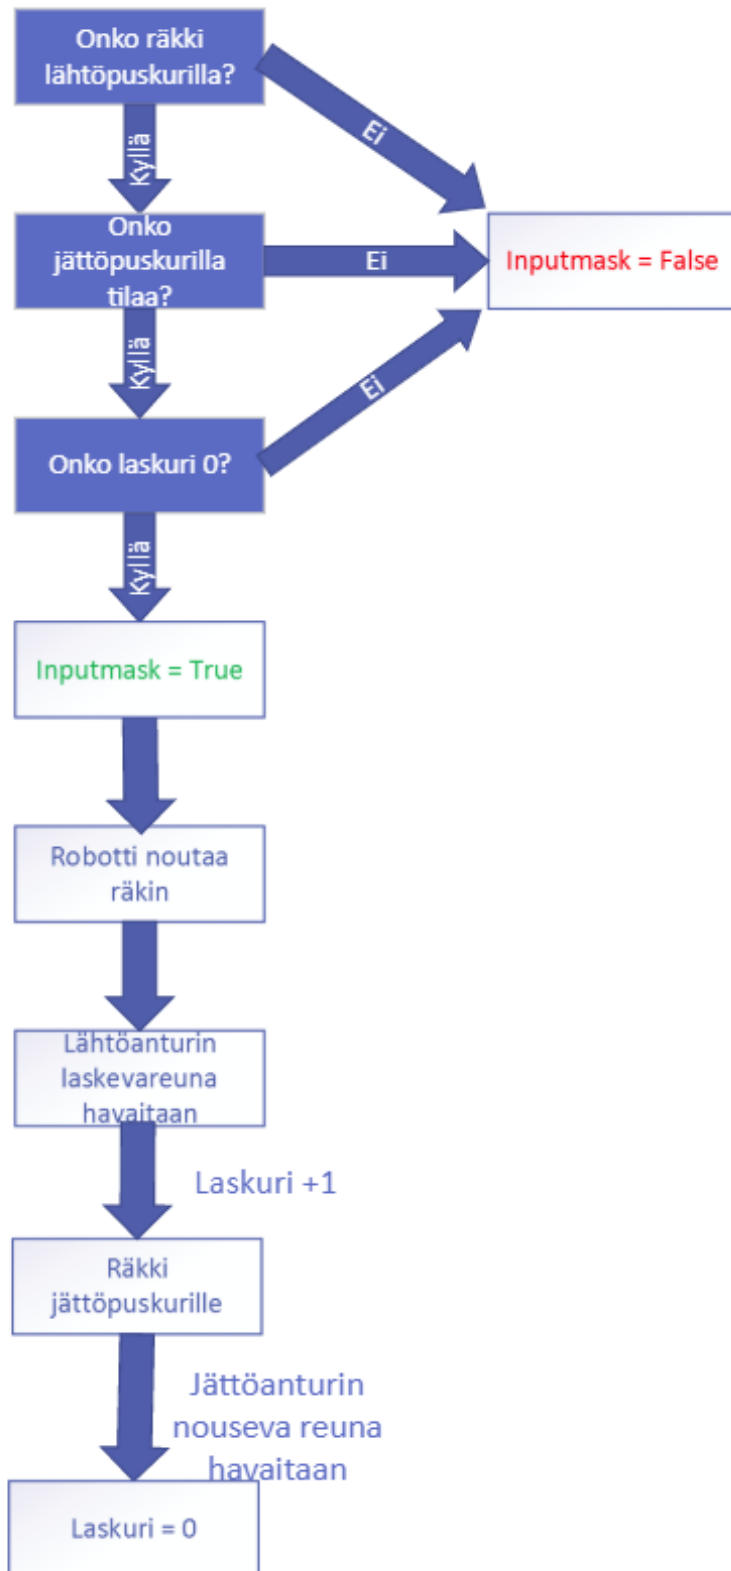 Onko räkki
lähtöpuskurilla?
Ei
Kyllä
Onko
jättöpuskurilla
tilaa?
Ei
Inputmask = False
Kyllä
Ei
Onko laskuri 0?
Kyllä
Inputmask = True
Robotti noutaa
räkin
Lähtöanturin
laskevareuna
havaitaan
Laskuri +1
Räkki
jättöpuskurille
Jättöanturin
nouseva reuna
havaitaan
Laskuri = 0